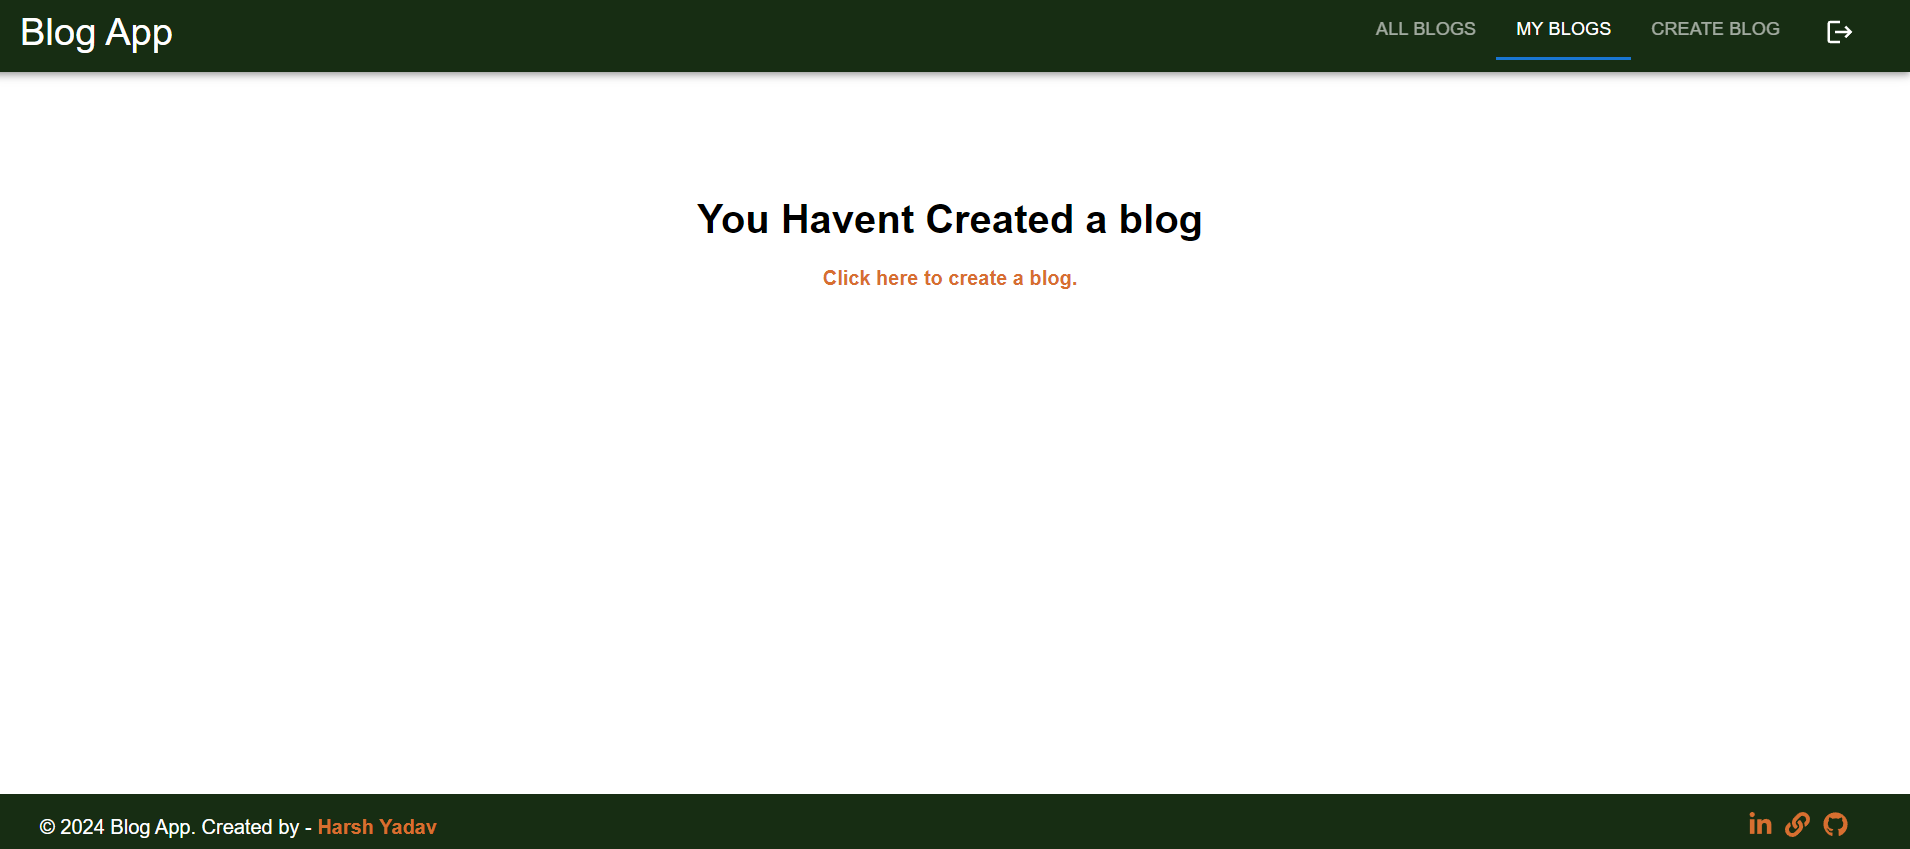 Blog App
ALL BLOGS MY BLOGS CREATE BLOG
You Havent Created a blog
Click here to create a blog.
© 2024 Blog App. Created by - Harsh Yadav
in